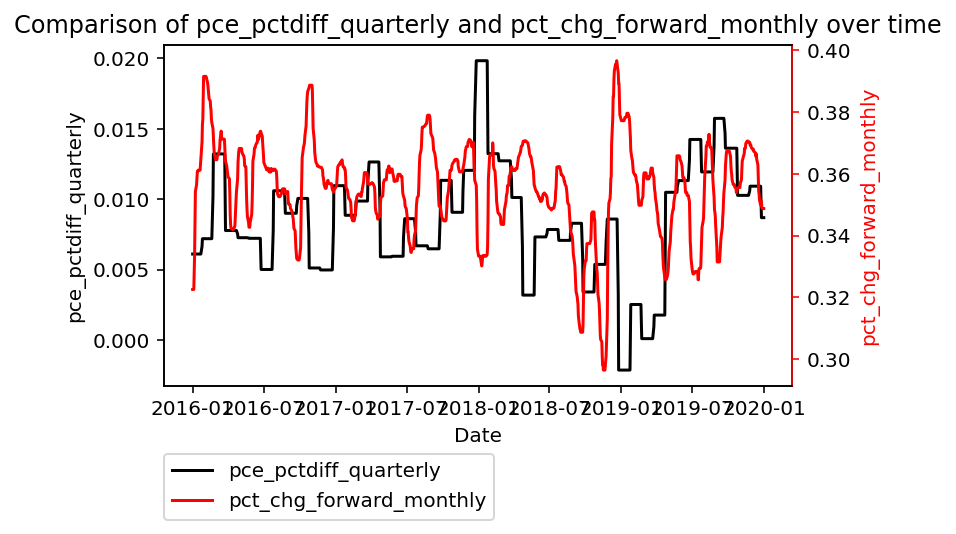 Comparison of pce_pctdiff_quarterly and pct_chg_forward_monthly over time
0.020
0.015
0.010
0.005
0.000
pce_pctdiff_quarterly
0.40
0.38
0.36
0.34
0.32
0.30
pct_chg_forward_monthly
2016-01 2016-07 2017-01 2017-07 2018-01 2018-07 2019-01 2019-07 2020-01
Date
pce_pctdiff_quarterly
pct_chg_forward_monthly